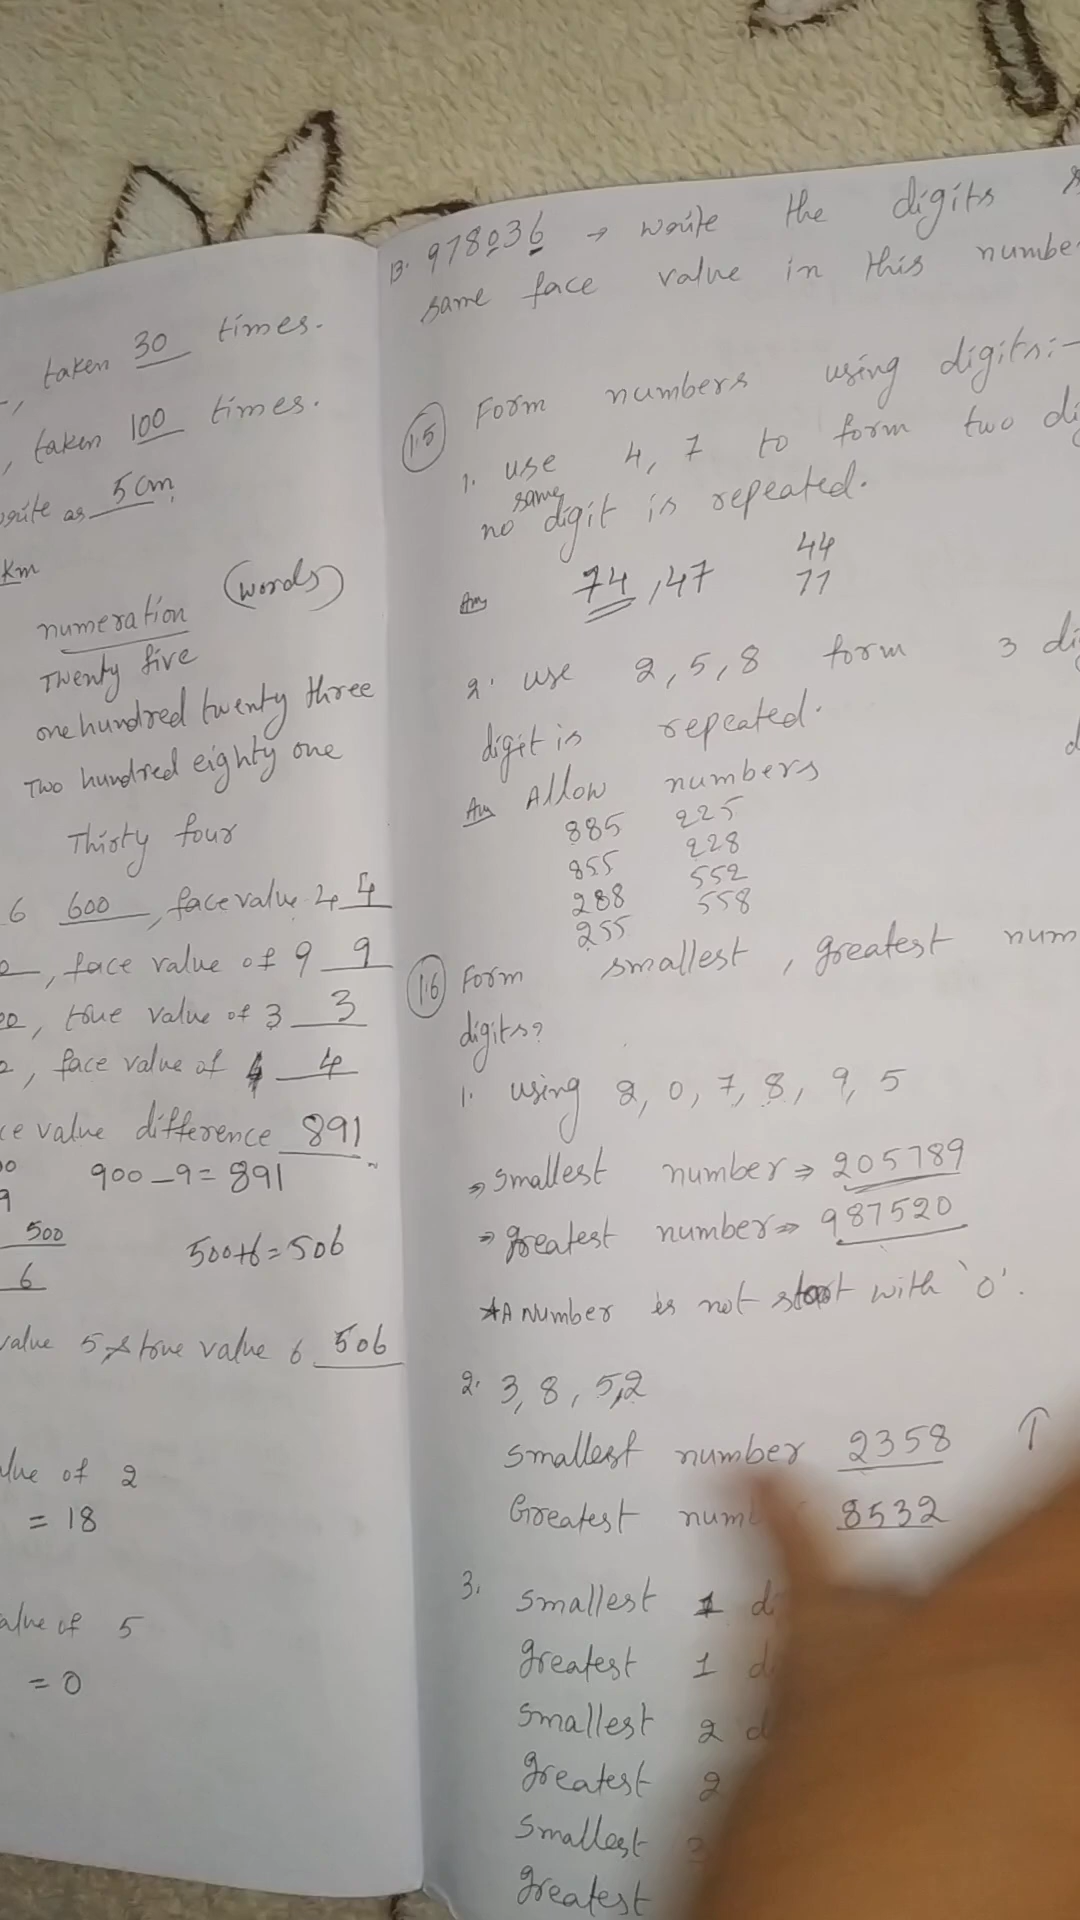 taken 30 times.
, taken 100 times.
as 5cm,
Km
numeration (words)
Twenty five
one hundred twenty three
Two hundred eighty one
Thirty four
6 600, face value 4 4
, face value of 9 9
, true value of 3 3
, face value of 4 4
value difference 891
900-9=891
500
500+6=506
6
value 5 & true value 6 506
of 2
= 18
of 5
= 0
13. 978036 → write the digits
same face value in this
1.5 Form numbers using digits:-
1. use 4, 7 to form two
same
no digit is repeated.
44
Ans 74, 47 77
2. use 2, 5, 8 form 3
digit is repeated.
Ans Allow numbers
885 225
855 228
288 552
255 558
1.6 Form smallest, greatest
digits?
1. using 2, 0, 7, 8, 9, 5
⇒ smallest number ⇒ 205789
⇒ greatest number ⇒ 987520
*A Number is not start with '0'.
2. 3, 8, 5,2
Smallest number 2358 ↑
Greatest 8532
3. Smallest 1
greatest 1
Smallest 2
greatest 2
Smallest 3
greatest